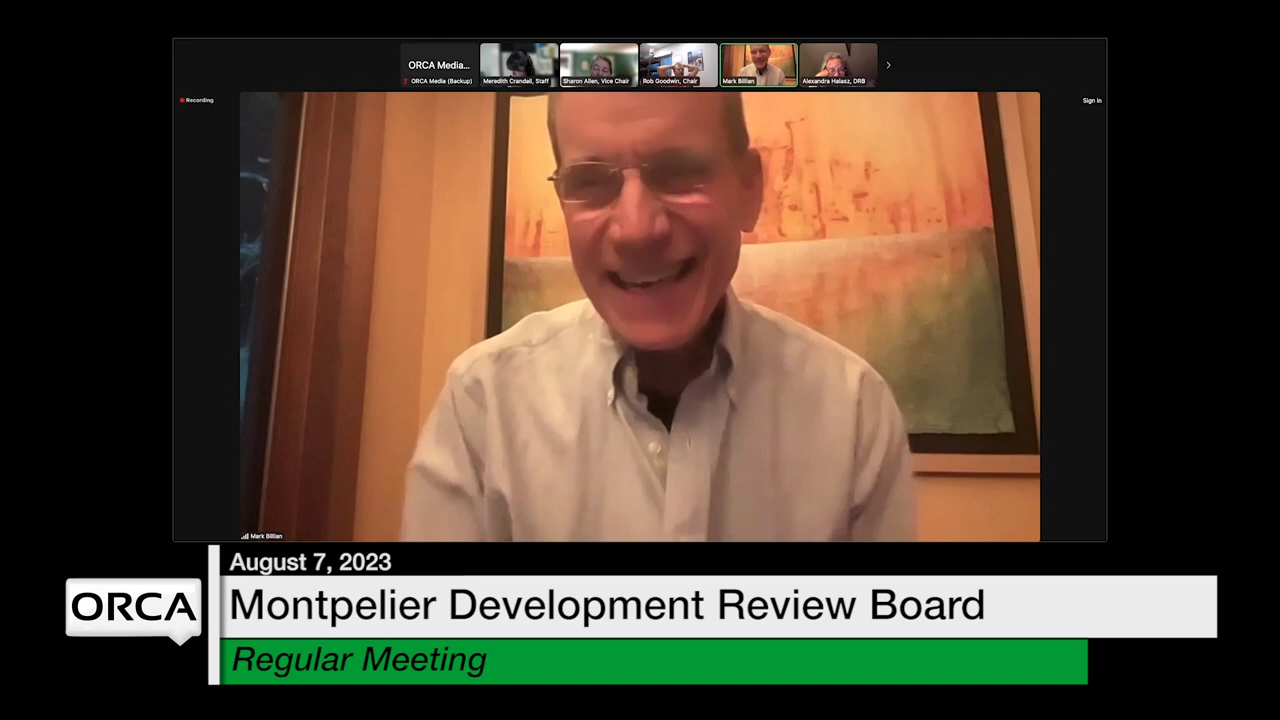 ORCA Media...
ORCA Media (Backup)
Meredith Crandall, Staff
Sharon Allen, Vice Chair
Rob Goodwin, Chair
Mark Billian
Alexandra Halasz, DRB
Recording
Sign in
Mark Billian
August 7, 2023
ORCA
Montpelier Development Review Board
Regular Meeting